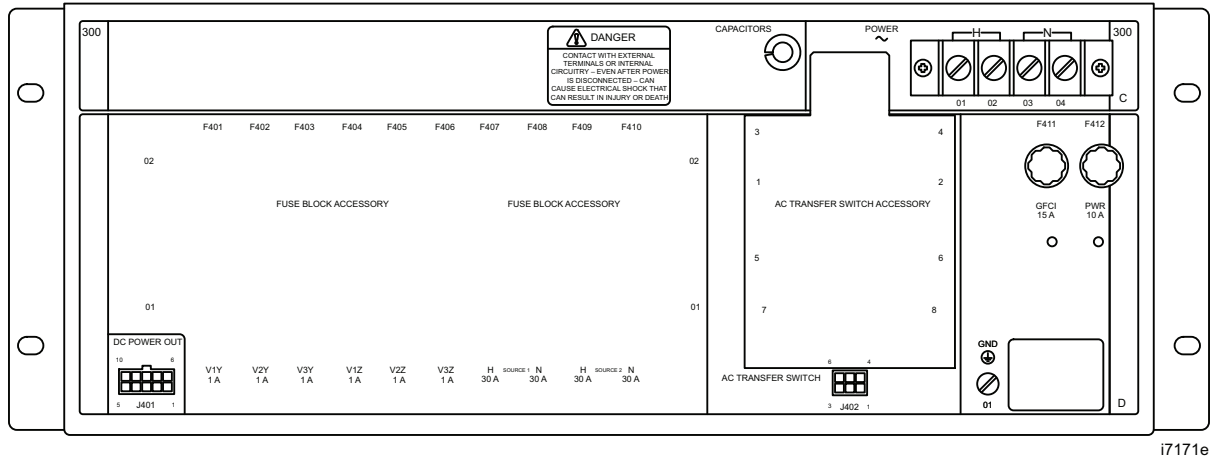 300
DANGER
CONTACT WITH EXTERNAL
TERMINALS OR INTERNAL
CIRCUITRY – EVEN AFTER POWER
IS DISCONNECTED – CAN
CAUSE ELECTRICAL SHOCK THAT
CAN RESULT IN INJURY OR DEATH
CAPACITORS
POWER
H N
300
01 02 03 04
C
F401 F402 F403 F404 F405 F406 F407 F408 F409 F410
02 02
FUSE BLOCK ACCESSORY FUSE BLOCK ACCESSORY
01 01
DC POWER OUT
10 6
5 J401 1
V1Y V2Y V3Y V1Z V2Z V3Z H SOURCE 1 N H SOURCE 2 N
1 A 1 A 1 A 1 A 1 A 1 A 30 A 30 A 30 A 30 A
3 4
1 2
AC TRANSFER SWITCH ACCESSORY
5 6
7 8
6 4
AC TRANSFER SWITCH
3 J402 1
F411 F412
GFCI PWR
15 A 10 A
GND
01
D
i7171e